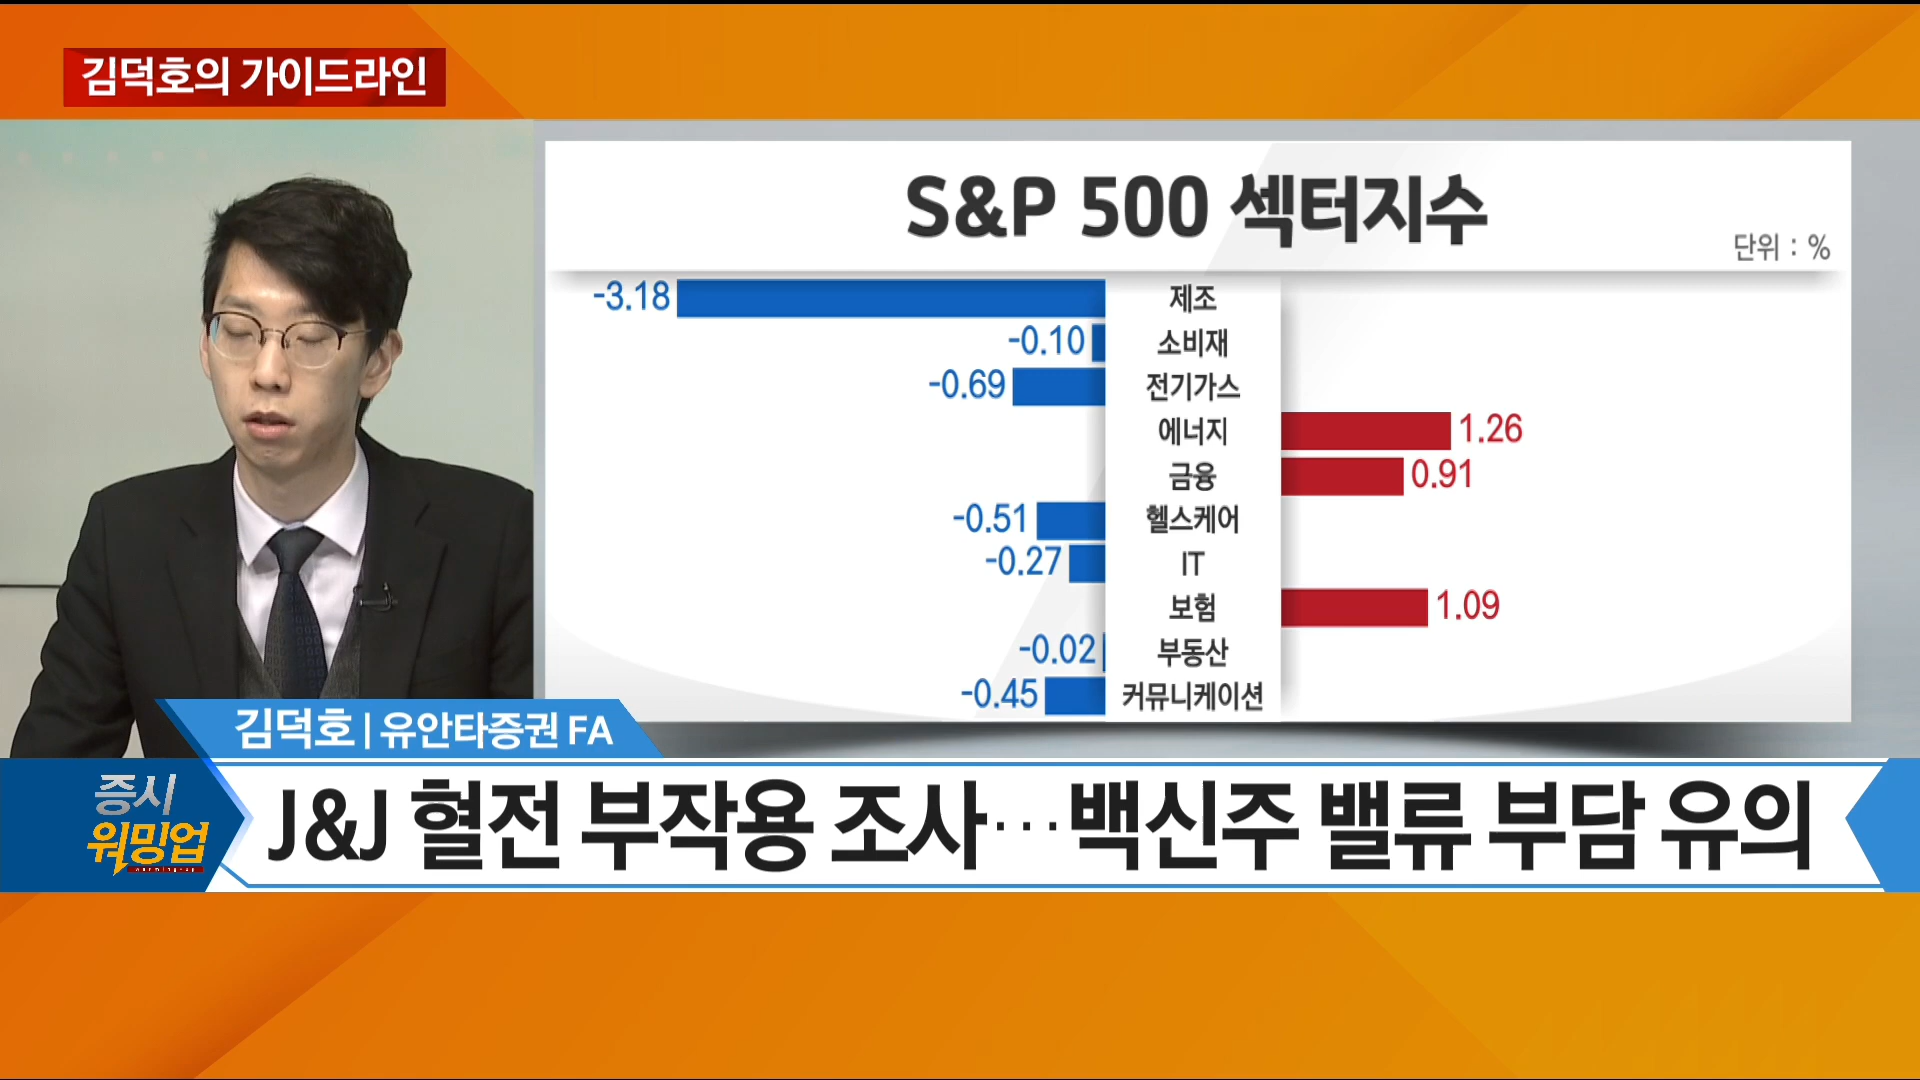 김덕호의 가이드라인
S&P 500 섹터지수
단위 : %
-3.18 제조
-0.10 소비재
-0.69 전기가스
에너지 1.26
금융 0.91
-0.51 헬스케어
-0.27 IT
보험 1.09
-0.02 부동산
-0.45 커뮤니케이션
김덕호 | 유안타증권 FA
증시
워밍업
warming-up
J&J 혈전 부작용 조사…백신주 밸류 부담 유의